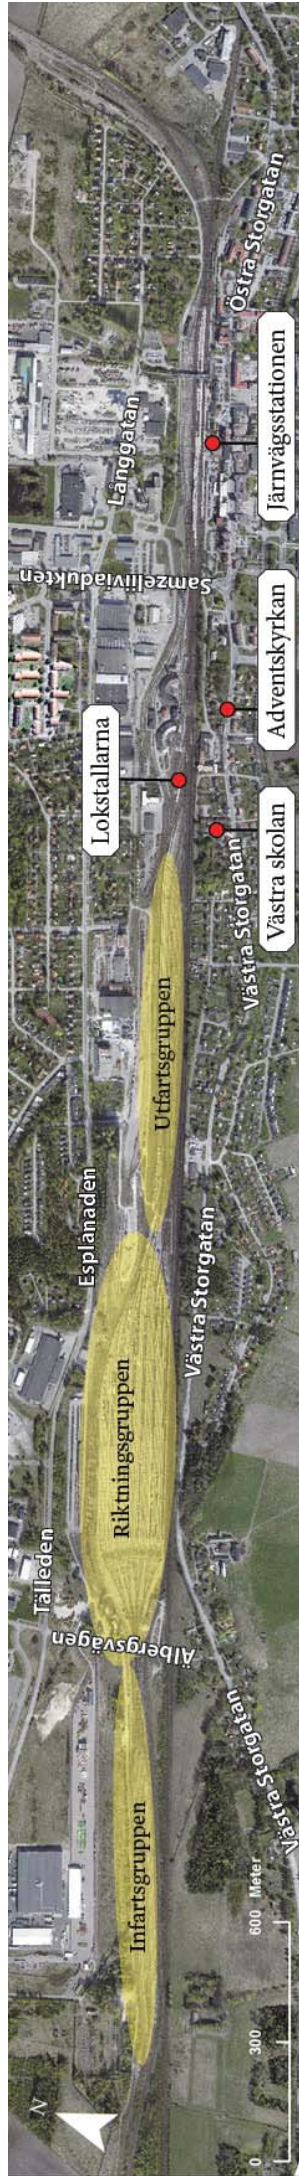 N
0 300 600 Meter
Infartsgruppen
Västra Storgatan
Älbergsvägen
Tälleden
Riktningsgruppen
Västra Storgatan
Esplanaden
Utfartsgruppen
Västra Storgatan
Västra skolan
Lokstallarna
Adventskyrkan
Samzeliiviadukten
Långgatan
Järnvägsstationen
Östra Storgatan